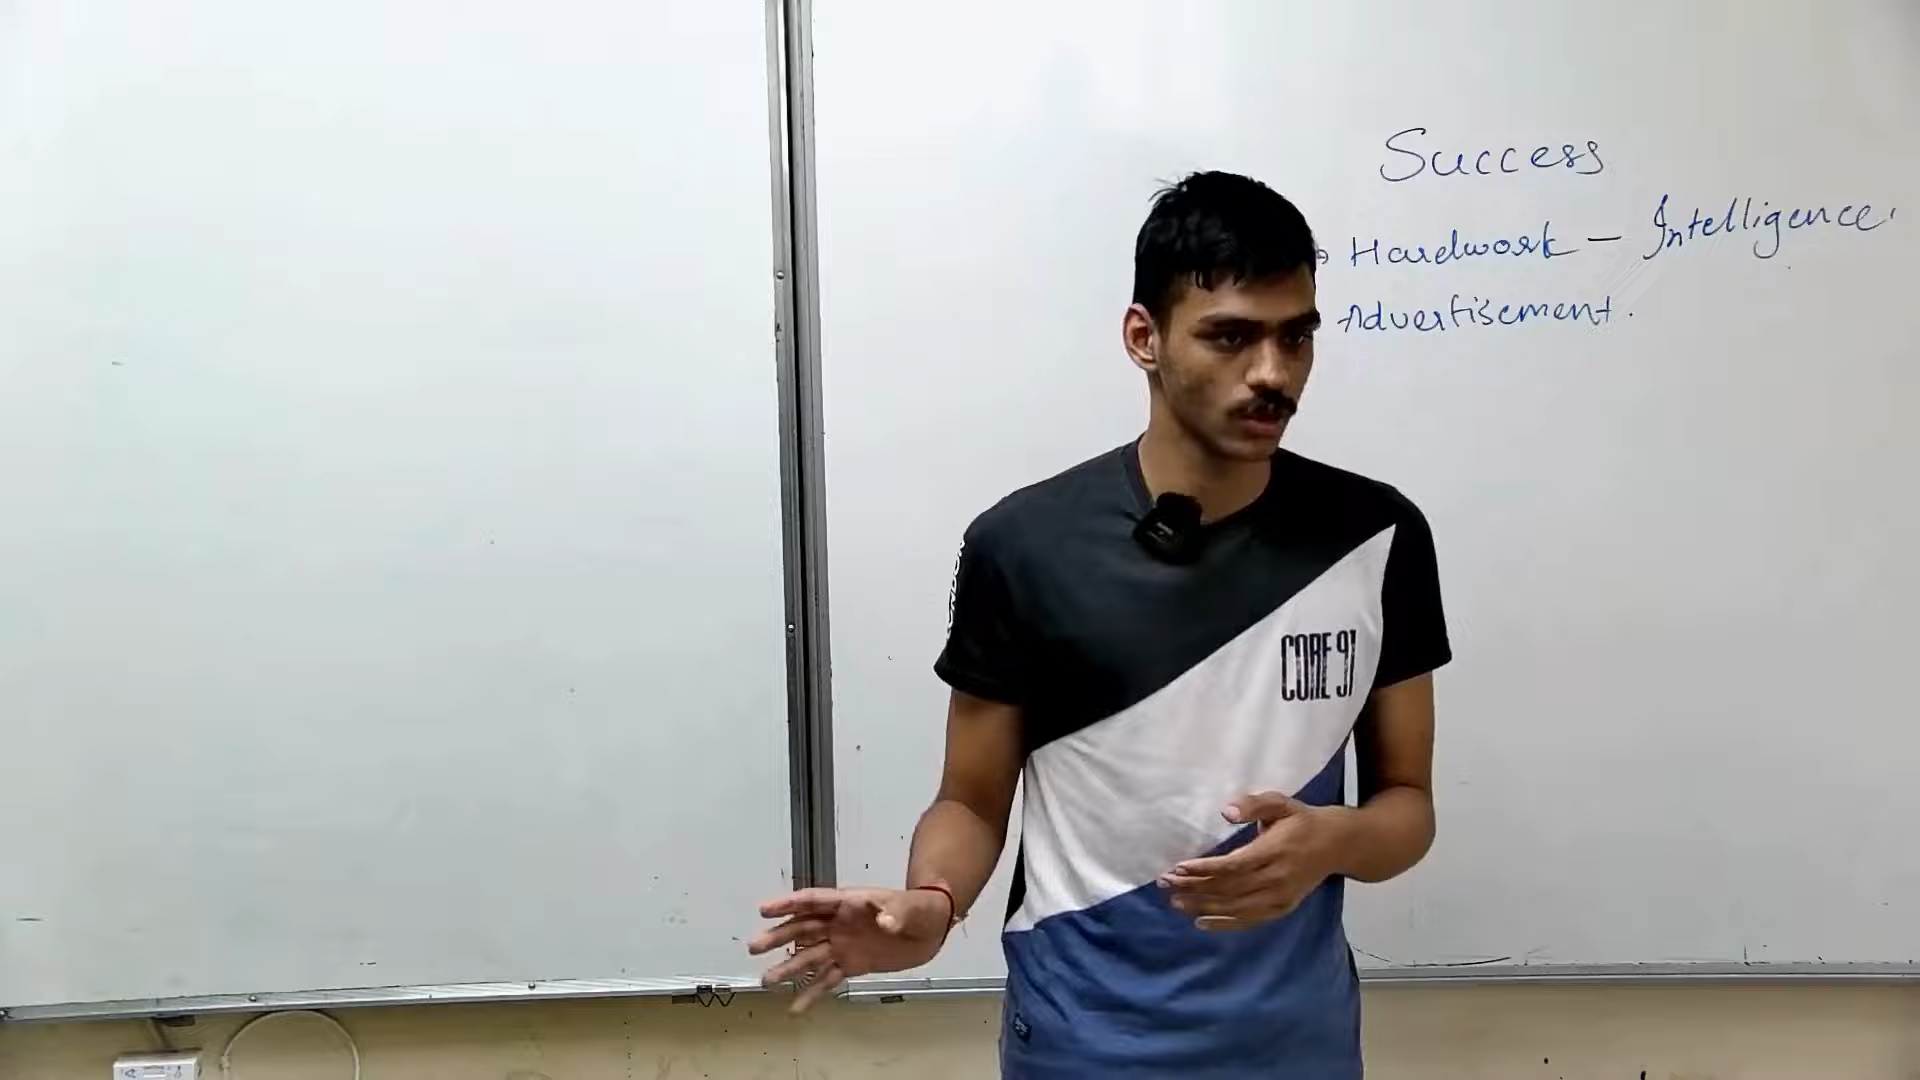 Success
Hardwork - Intelligence.
Advertisement.
CORE 91